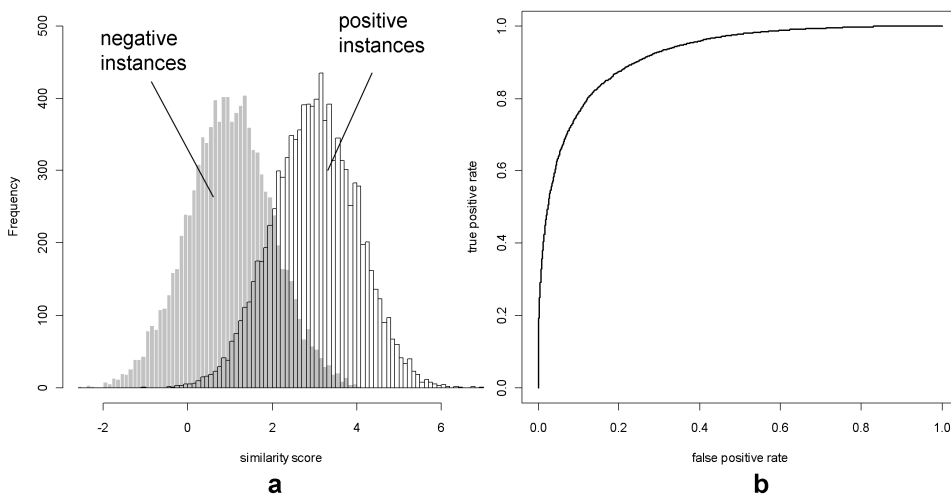 negative
instances
positive
instances
Frequency
0
100
200
300
400
500
-2
0
2
4
6
similarity score
a
true positive rate
0.0
0.2
0.4
0.6
0.8
1.0
0.0
0.2
0.4
0.6
0.8
1.0
false positive rate
b